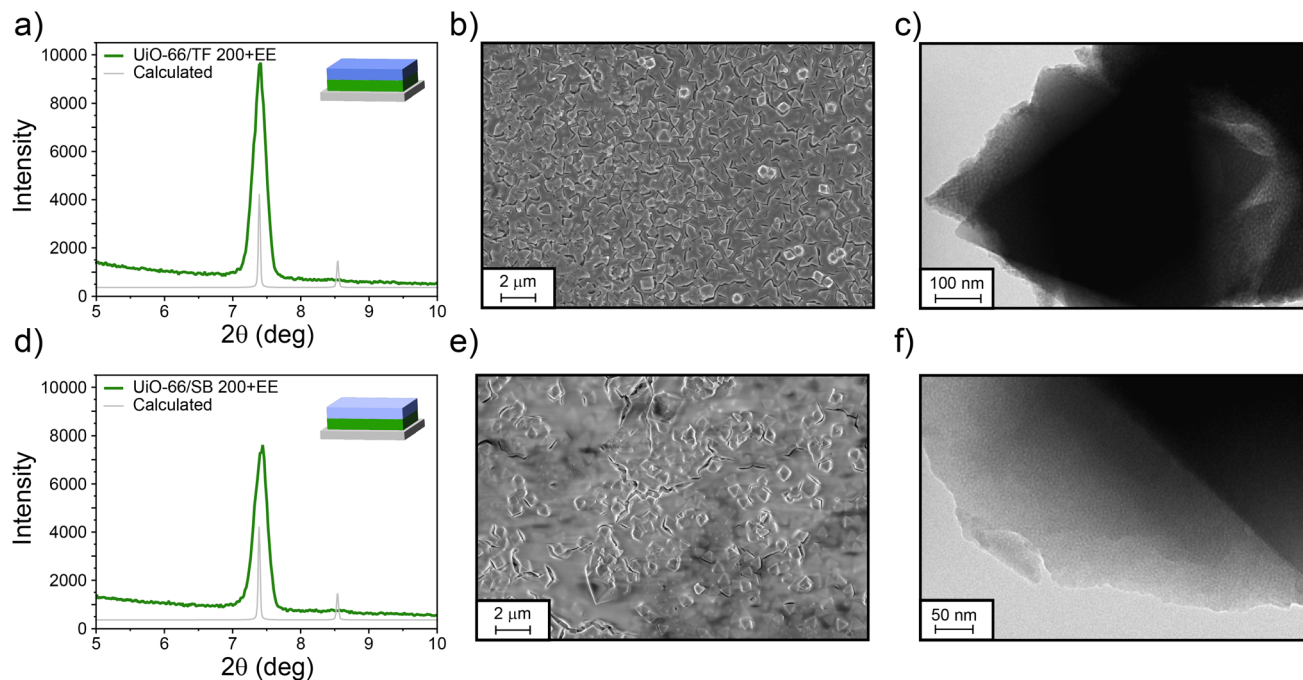 a)
UiO-66/TF 200+EE
Calculated
10000
8000
6000
4000
2000
0
Intensity
5 6 7 8 9 10
2θ (deg)
b)
2 μm
c)
100 nm
d)
UiO-66/SB 200+EE
Calculated
10000
8000
6000
4000
2000
0
Intensity
5 6 7 8 9 10
2θ (deg)
e)
2 μm
f)
50 nm